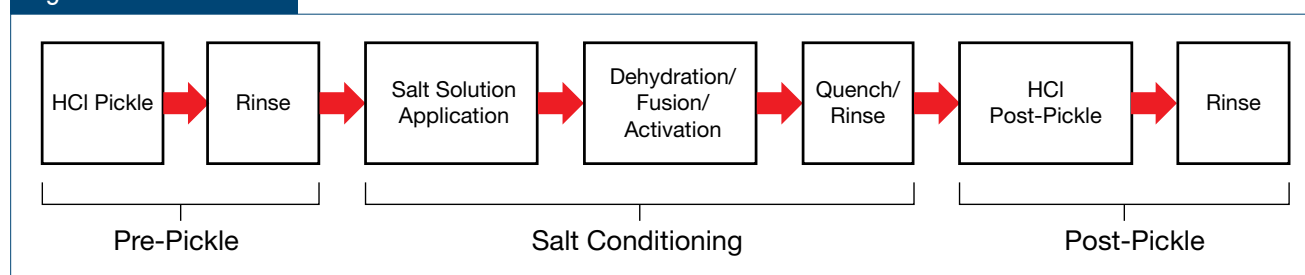 HCl Pickle
Rinse
Salt Solution
Application
Dehydration/
Fusion/
Activation
Quench/
Rinse
HCl
Post-Pickle
Rinse
Pre-Pickle
Salt Conditioning
Post-Pickle